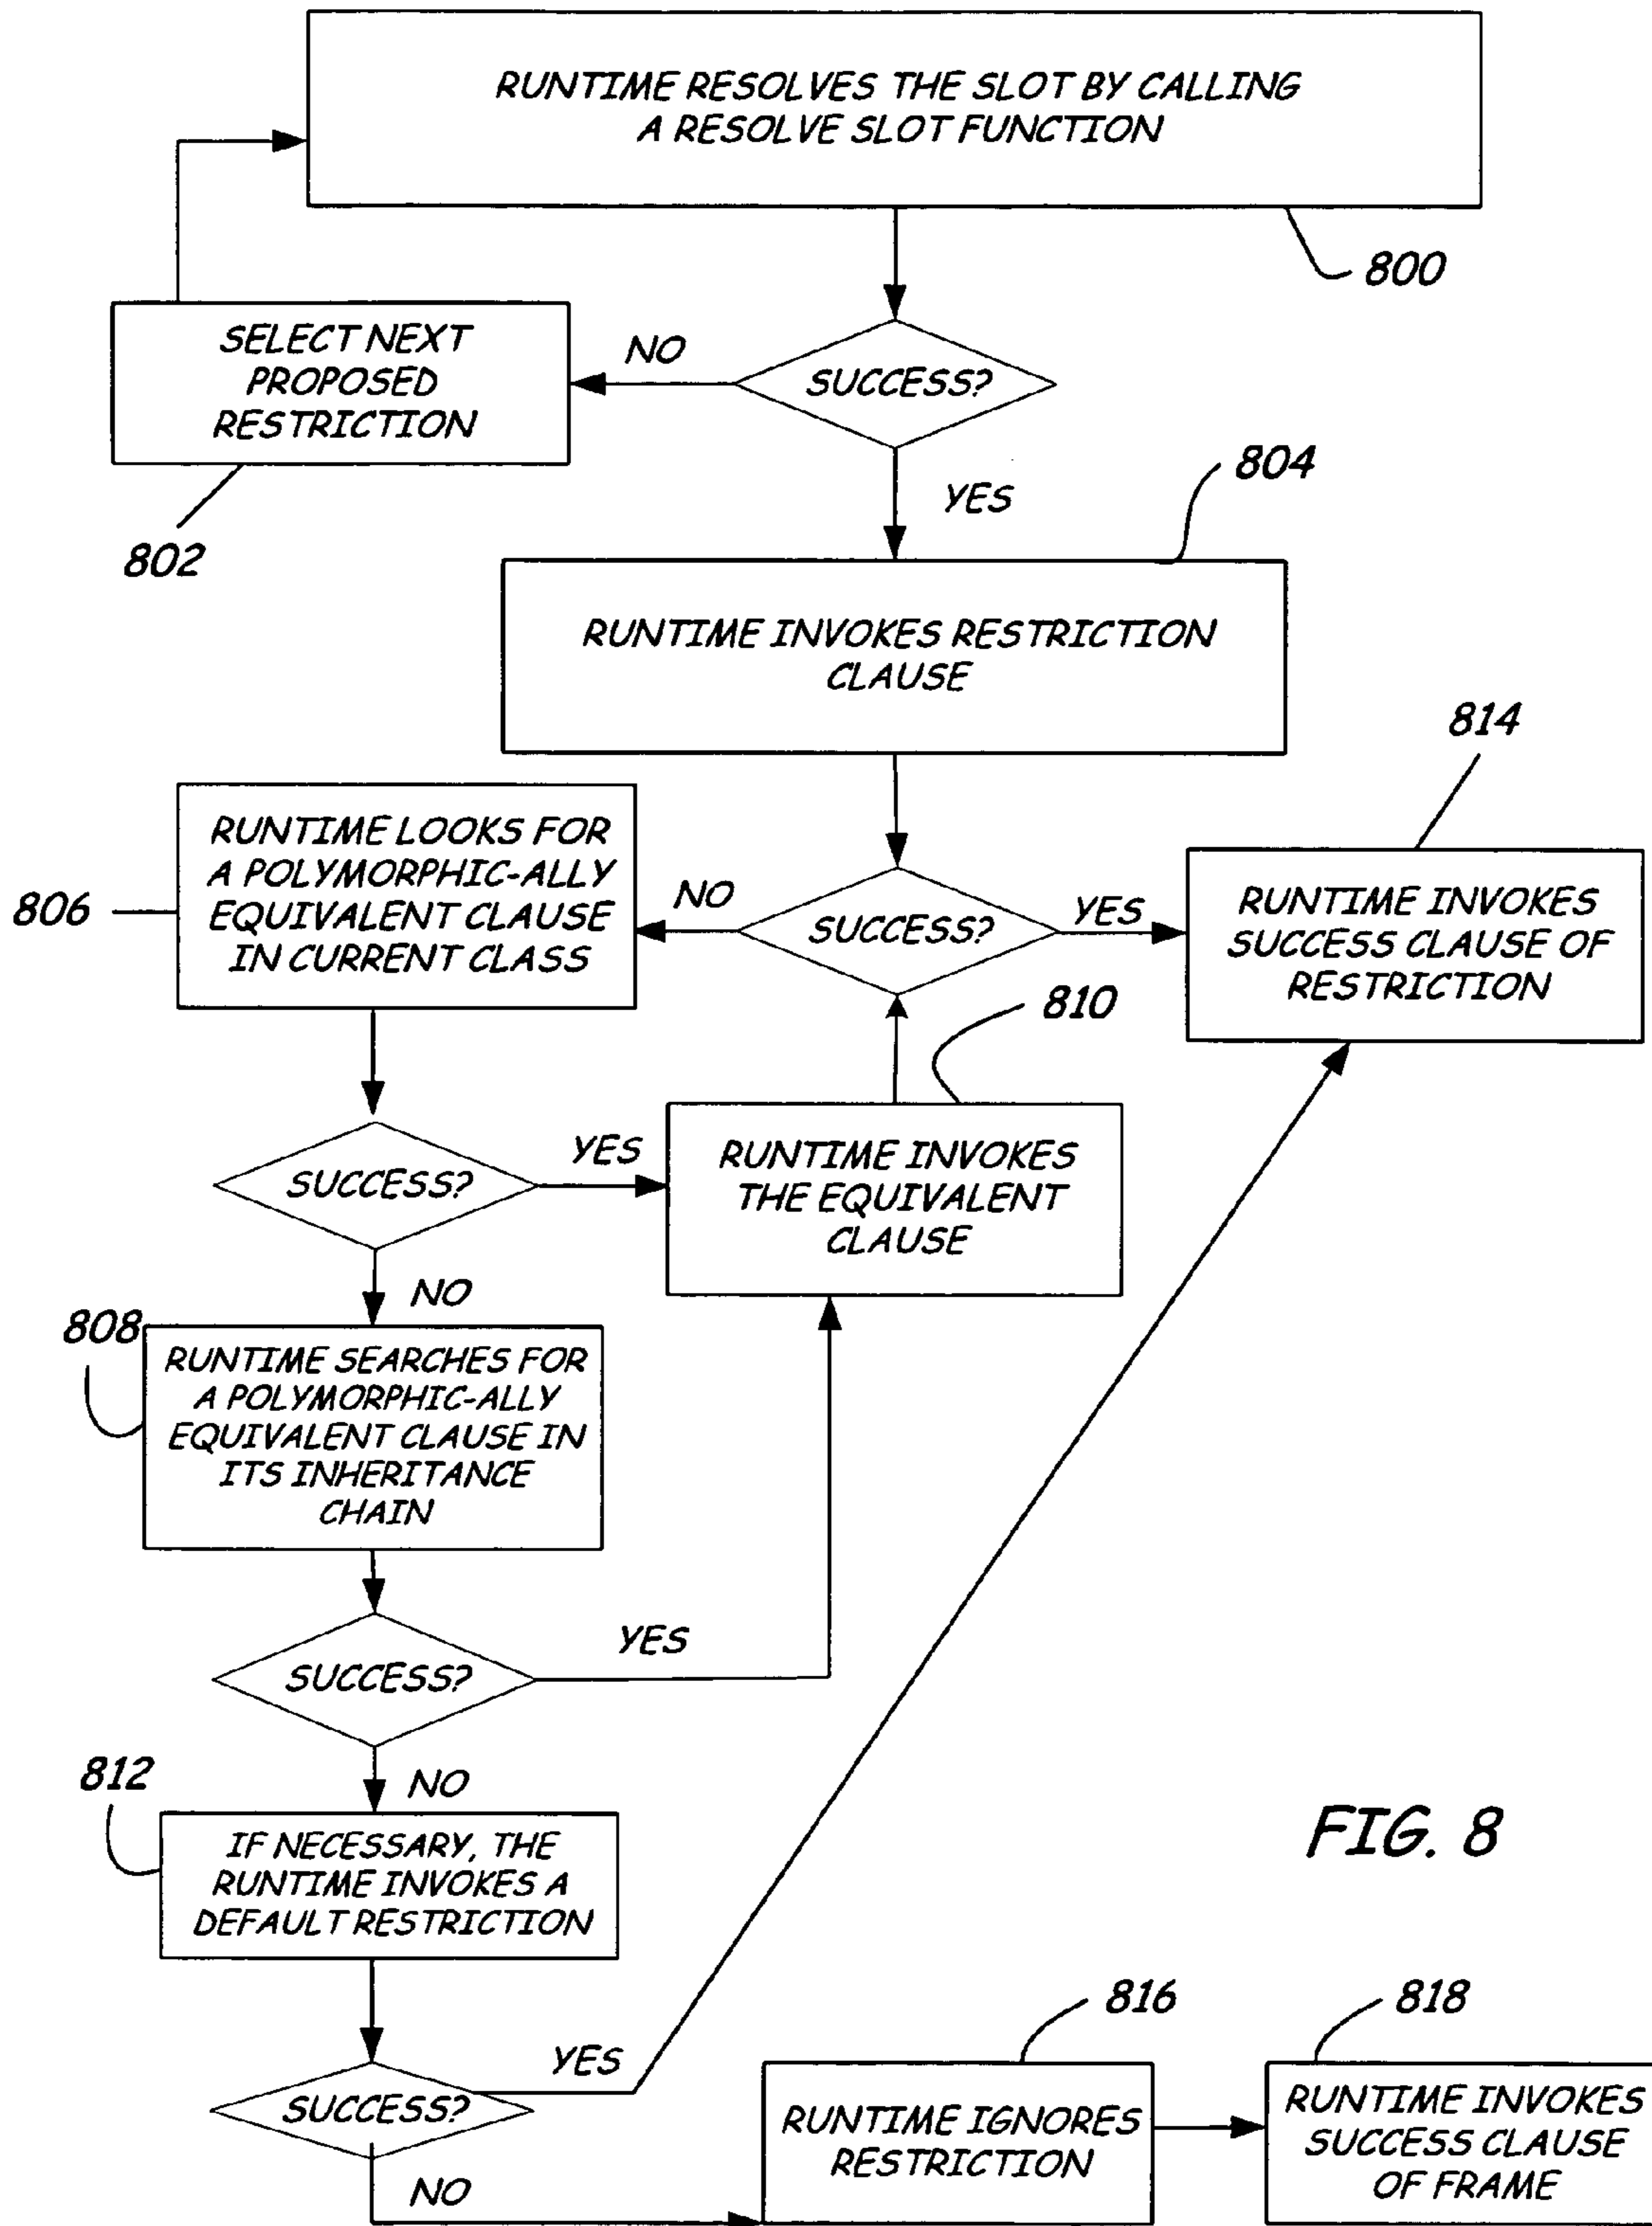 RUNTIME RESOLVES THE SLOT BY CALLING
A RESOLVE SLOT FUNCTION
800
SELECT NEXT
PROPOSED
RESTRICTION
802
NO
SUCCESS?
YES
804
RUNTIME INVOKES RESTRICTION
CLAUSE
814
806
RUNTIME LOOKS FOR
A POLYMORPHIC-ALLY
EQUIVALENT CLAUSE
IN CURRENT CLASS
NO
SUCCESS?
YES
RUNTIME INVOKES
SUCCESS CLAUSE OF
RESTRICTION
810
SUCCESS?
YES
RUNTIME INVOKES
THE EQUIVALENT
CLAUSE
NO
808
RUNTIME SEARCHES FOR
A POLYMORPHIC-ALLY
EQUIVALENT CLAUSE IN
ITS INHERITANCE
CHAIN
SUCCESS?
YES
NO
812
IF NECESSARY, THE
RUNTIME INVOKES A
DEFAULT RESTRICTION
FIG. 8
SUCCESS?
YES
NO
816
RUNTIME IGNORES
RESTRICTION
818
RUNTIME INVOKES
SUCCESS CLAUSE
OF FRAME